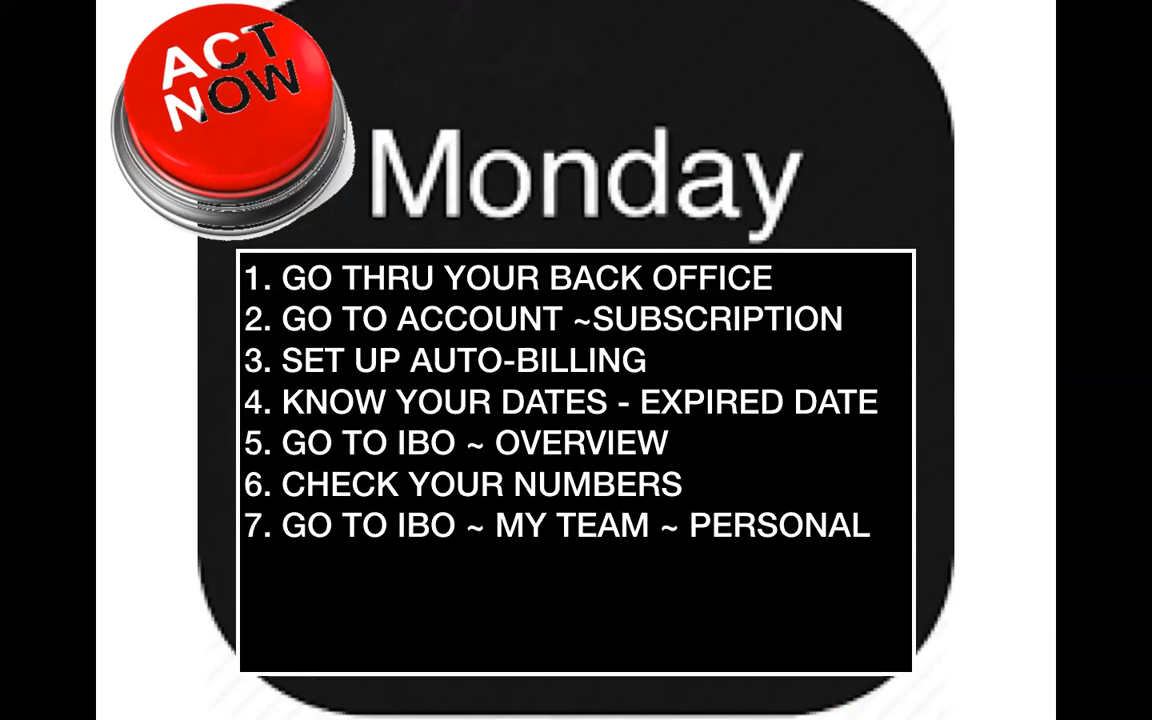 ACT
NOW
Monday
1. GO THRU YOUR BACK OFFICE
2. GO TO ACCOUNT ~SUBSCRIPTION
3. SET UP AUTO-BILLING
4. KNOW YOUR DATES - EXPIRED DATE
5. GO TO IBO ~ OVERVIEW
6. CHECK YOUR NUMBERS
7. GO TO IBO ~ MY TEAM ~ PERSONAL